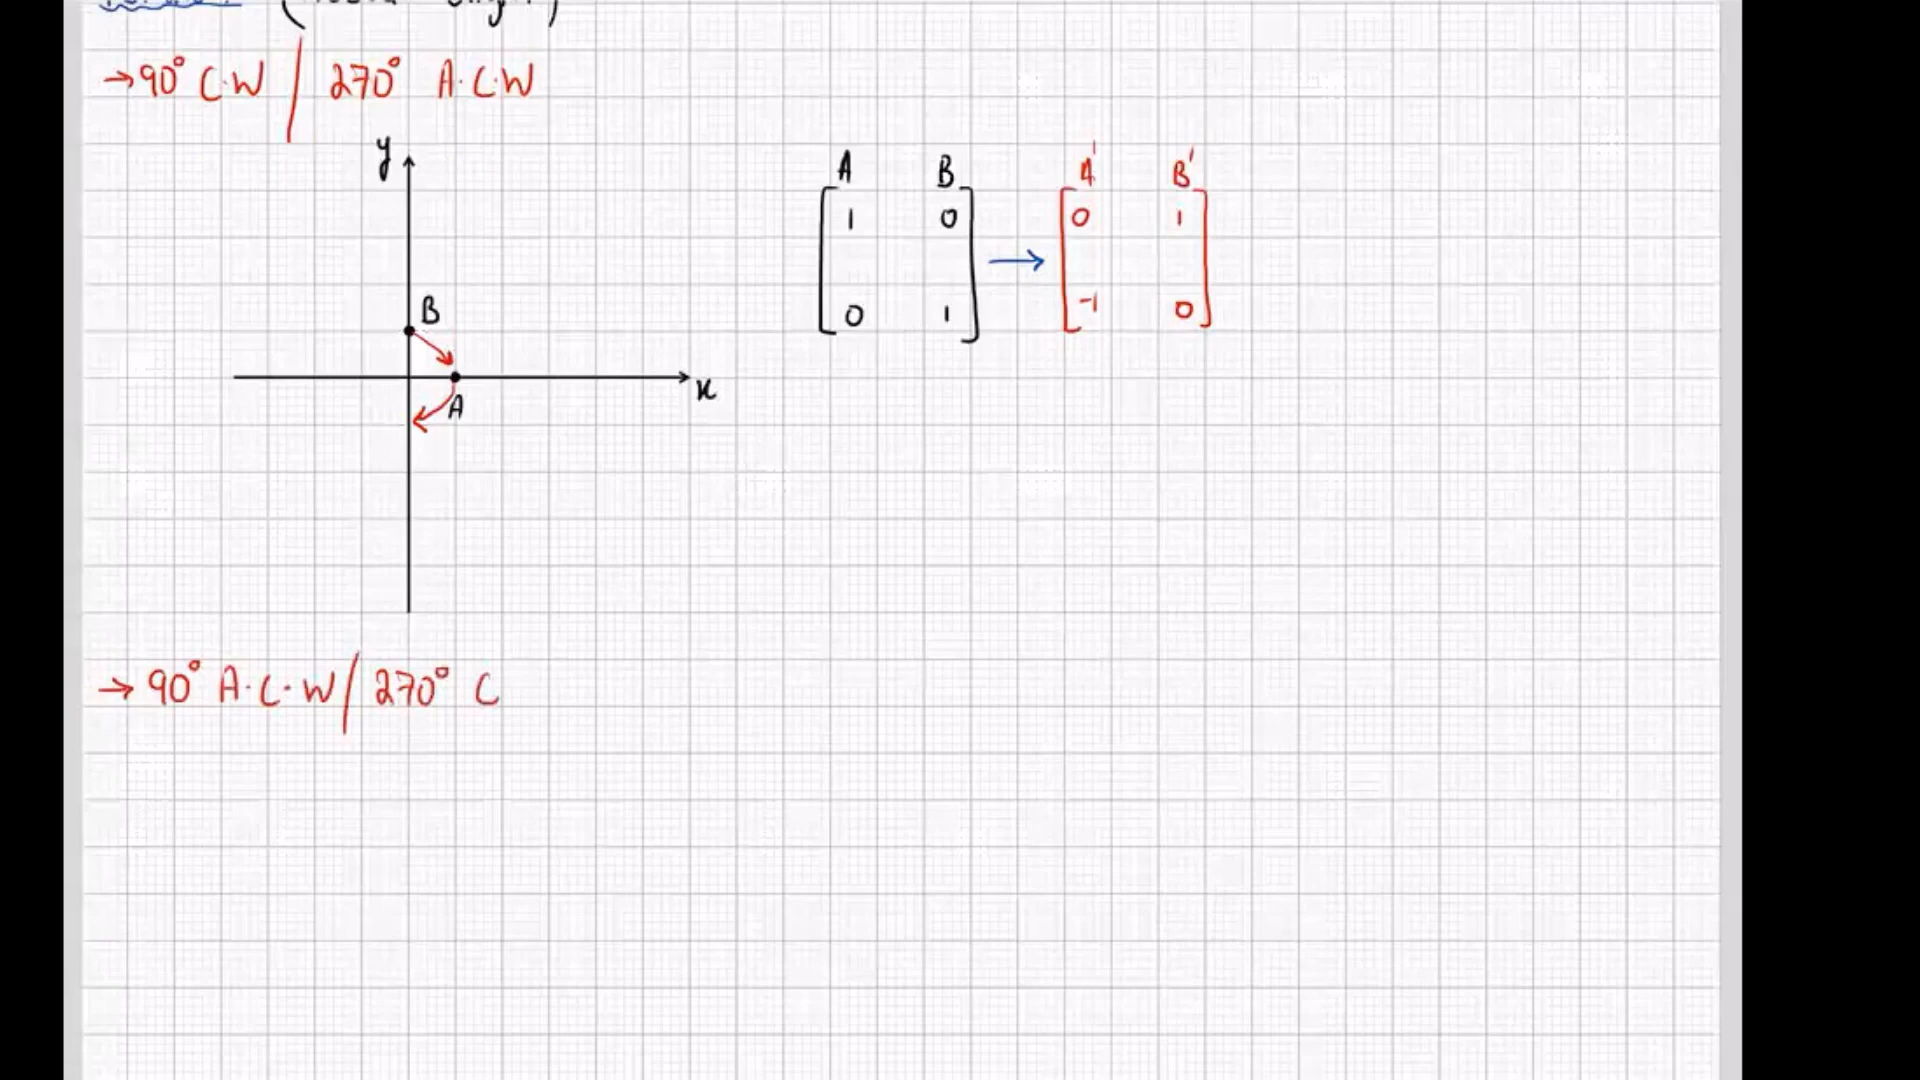 →90° C.W / 270° A.C.W
y
A B A' B'
1 0 → 0 1
0 1 -1 0
B
x
A
→ 90° A.C.W / 270° C